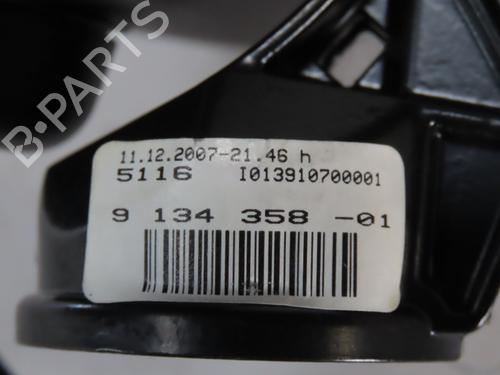 B-PARTS
11.12.2007-21.46 h
5116 I013910700001
9 134 358 -01